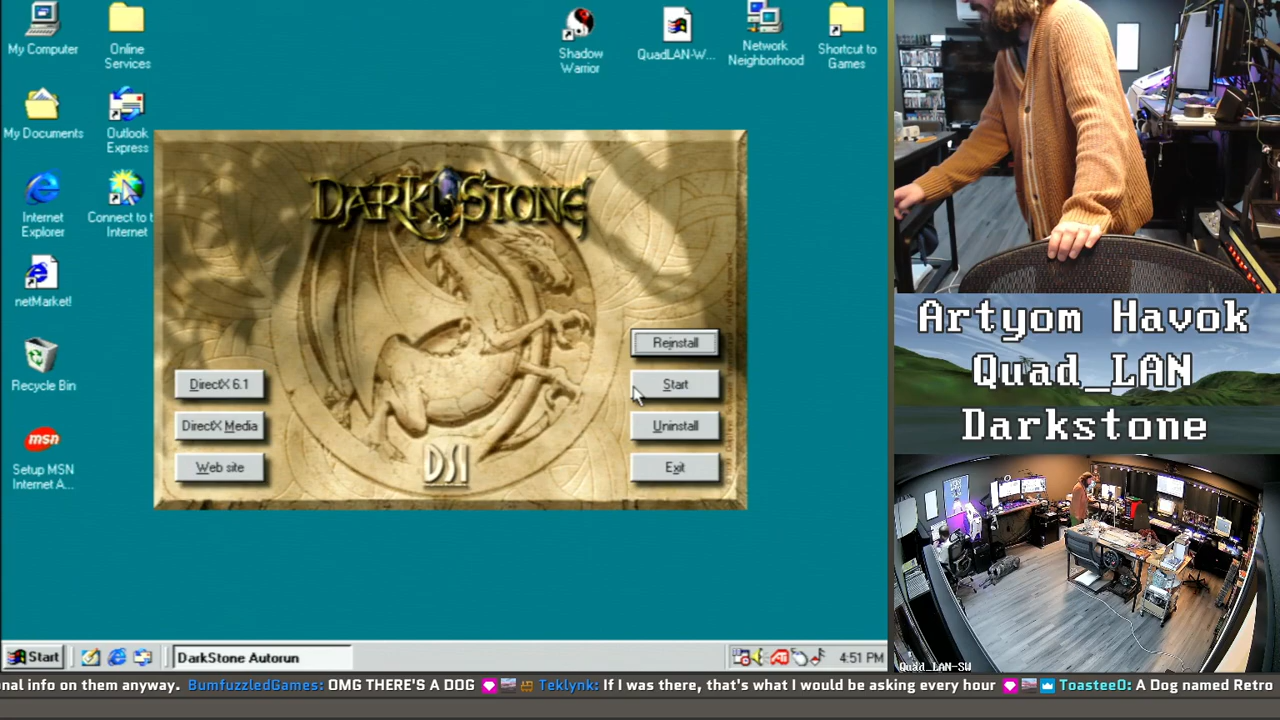 My Computer
Online
Services
Shadow
Warrior
QuadLAN-W...
Network
Neighborhood
Shortcut to
Games
My Documents
Outlook
Express
Internet
Explorer
Connect to t
Internet
netMarket!
Recycle Bin
msn
Setup MSN
Internet A...
DARKSTONE
Reinstall
DirectX 6.1
Start
DirectX Media
Uninstall
Web site
DSI
Exit
Artyom Havok
Quad_LAN
Darkstone
Quad_LAN-SW
Start
DarkStone Autorun
4:51 PM
onal info on them anyway. BumfuzzledGames: OMG THERE'S A DOG Teklynk: If I was there, that's what I would be asking every hour ToasteeO: A Dog named Retro